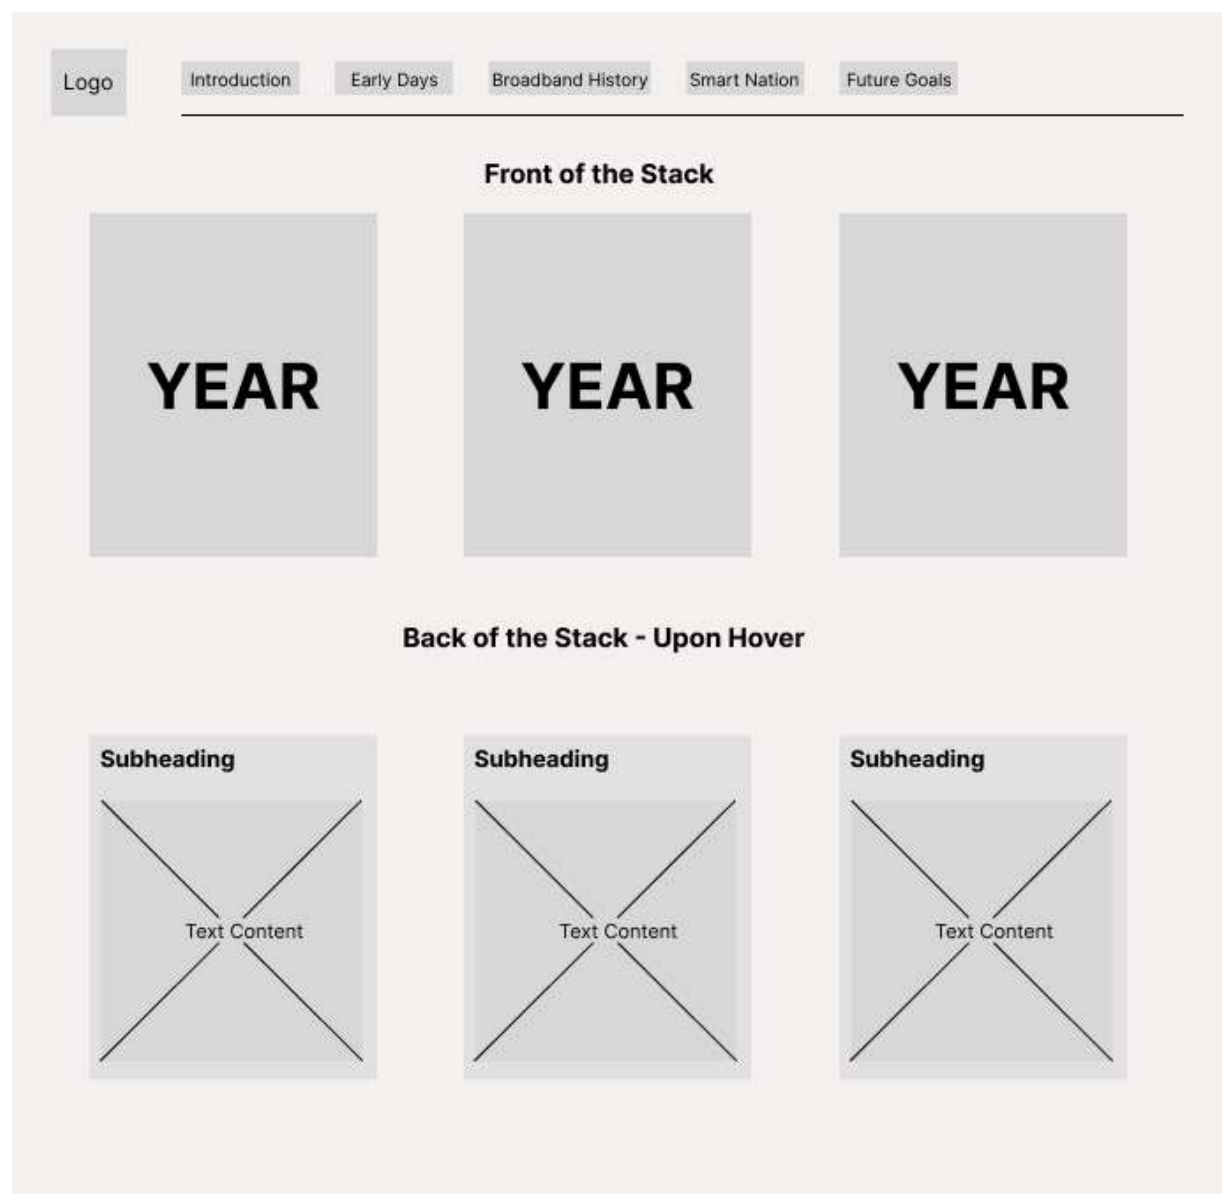 Logo
Introduction
Early Days
Broadband History
Smart Nation
Future Goals
Front of the Stack
YEAR
YEAR
YEAR
Back of the Stack - Upon Hover
Subheading
Subheading
Subheading
Text Content
Text Content
Text Content